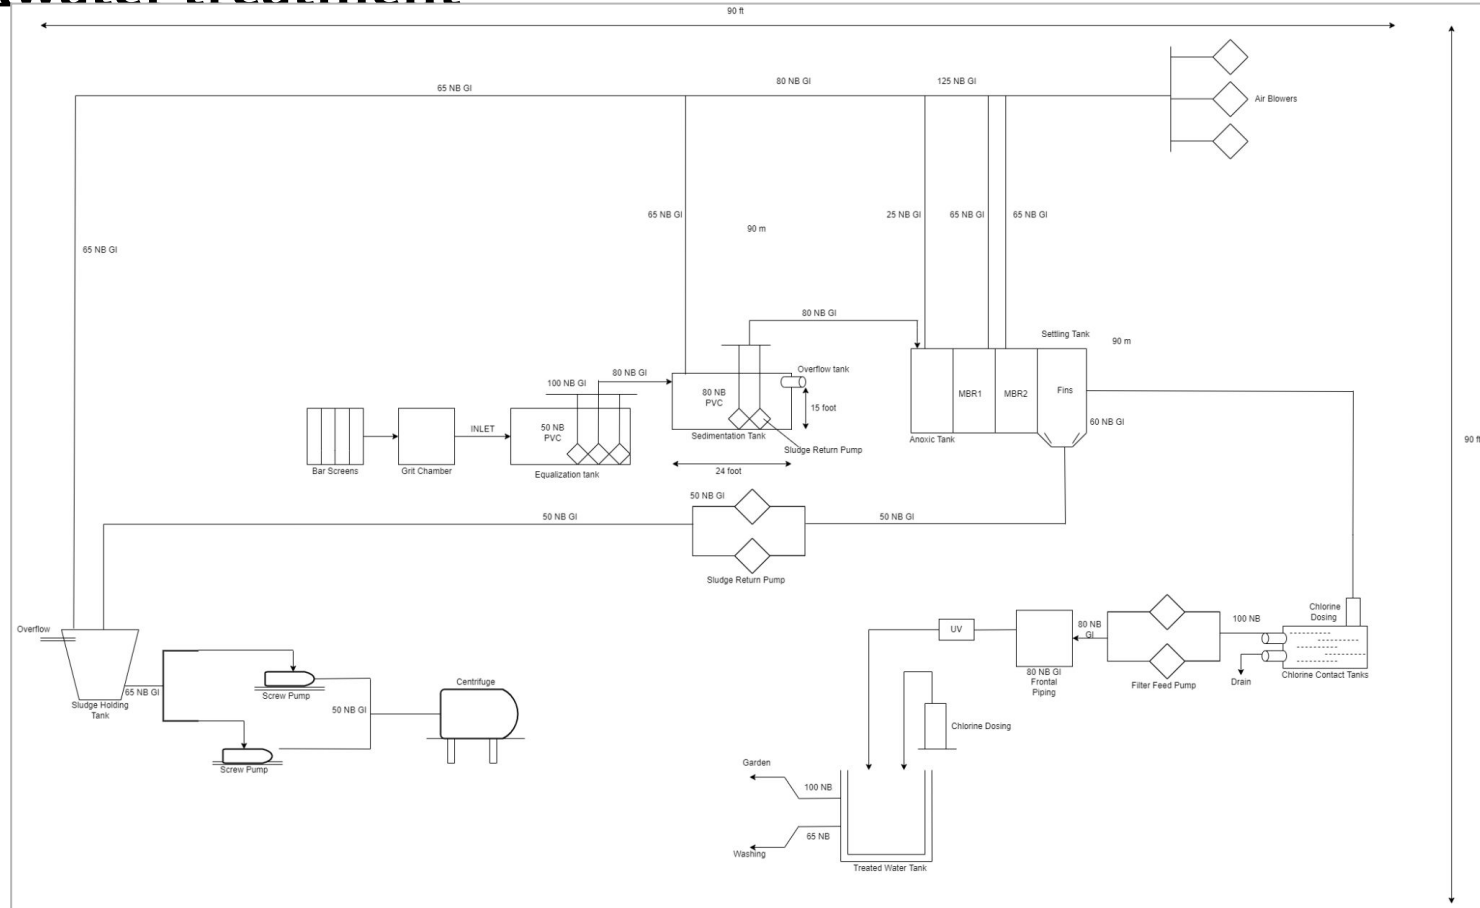 water treatment
90 ft
65 NB GI
80 NB GI
125 NB GI
Air Blowers
65 NB GI
25 NB GI
65 NB GI
65 NB GI
90 m
65 NB GI
80 NB GI
Settling Tank
90 m
Overflow tank
80 NB GI
100 NB GI
80 NB
PVC
15 foot
MBR1
MBR2
Fins
60 NB GI
INLET
50 NB
PVC
Sedimentation Tank
Anoxic Tank
90 ft
Sludge Return Pump
Bar Screens
Grit Chamber
Equalization tank
24 foot
50 NB GI
50 NB GI
50 NB GI
Sludge Return Pump
Overflow
Chlorine
Dosing
100 NB
80 NB
GI
UV
80 NB GI
Frontal
Piping
Filter Feed Pump
Drain
Chlorine Contact Tanks
65 NB GI
Sludge Holding
Tank
Screw Pump
Centrifuge
50 NB GI
Screw Pump
Chlorine Dosing
Garden
100 NB
65 NB
Washing
Treated Water Tank